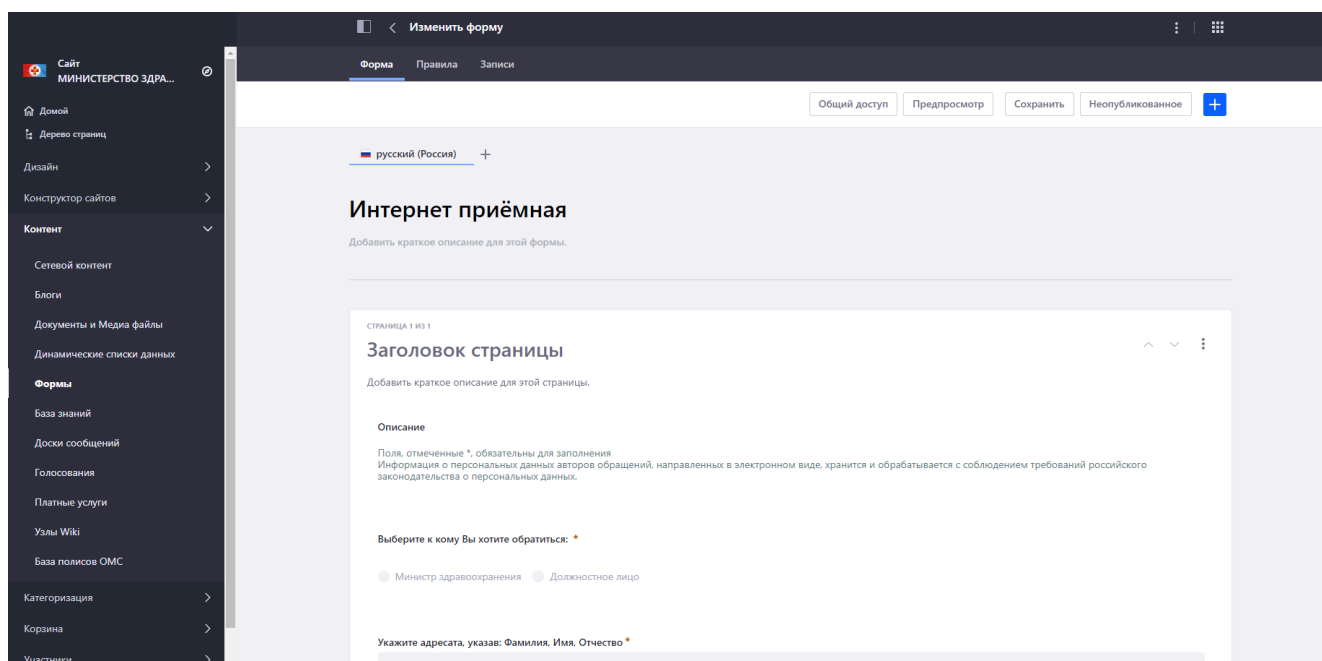 Изменить форму
Сайт
МИНИСТЕРСТВО ЗДРА...
Домой
Дерево страниц
Дизайн
Конструктор сайтов
Контент
Сетевой контент
Блоги
Документы и Медиа файлы
Динамические списки данных
Формы
База знаний
Доски сообщений
Голосования
Платные услуги
Узлы Wiki
База полисов ОМС
Категоризация
Корзина
Участники
Форма Правила Записи
Общий доступ Предпросмотр Сохранить Неопубликованное
русский (Россия)
Интернет приёмная
Добавить краткое описание для этой формы.
СТРАНИЦА 1 ИЗ 1
Заголовок страницы
Добавить краткое описание для этой страницы.
Описание
Поля, отмеченные *, обязательны для заполнения
Информация о персональных данных авторов обращений, направленных в электронном виде, хранится и обрабатывается с соблюдением требований российского
законодательства о персональных данных.
Выберите к кому Вы хотите обратиться: *
Министр здравоохранения Должностное лицо
Укажите адресата, указав: Фамилия, Имя, Отчество *